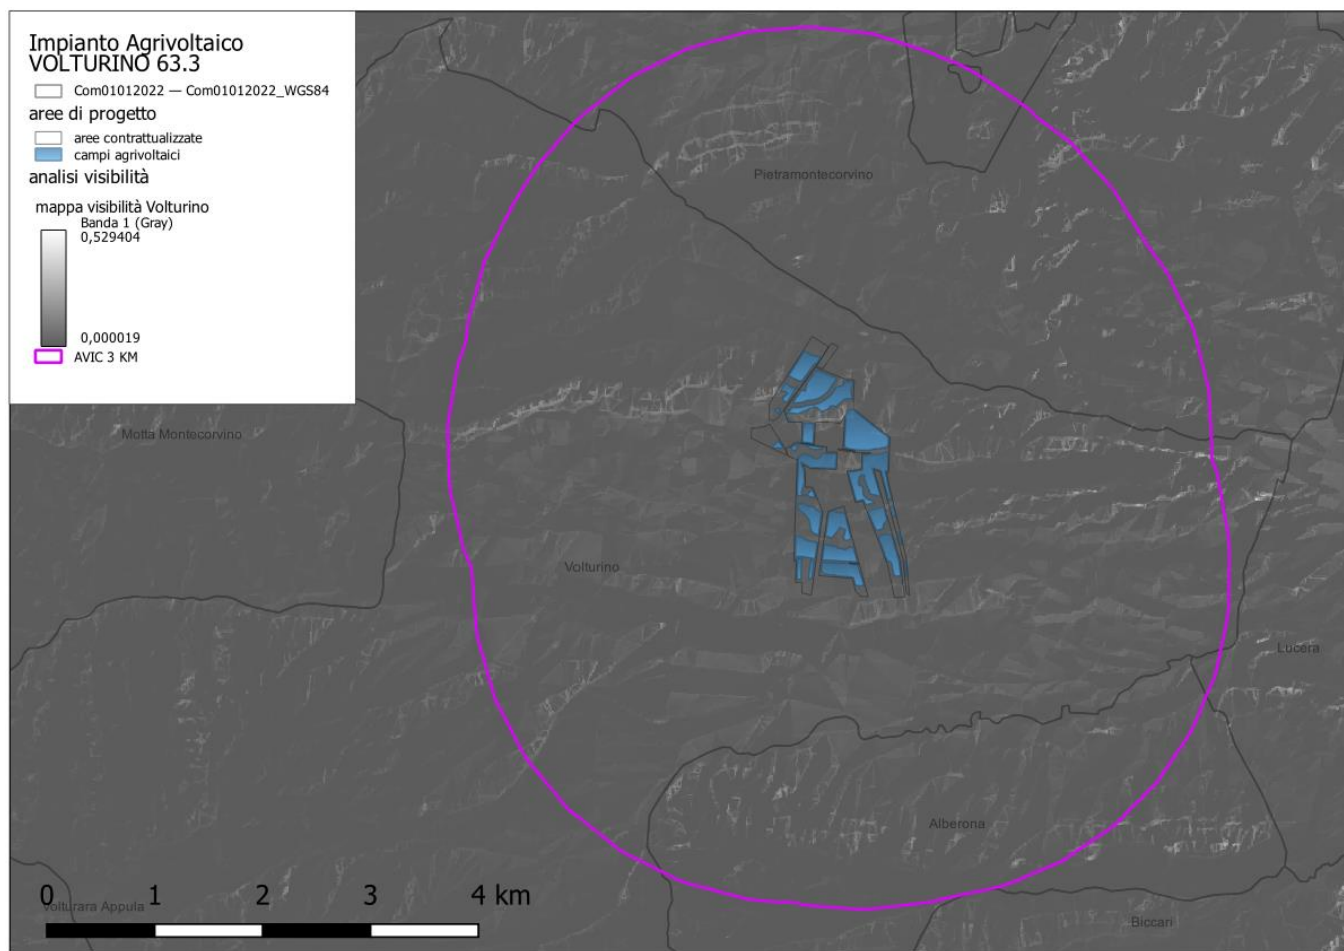 Impianto Agrivoltaico
VOLTURINO 63.3
Com01012022 — Com01012022_WGS84
aree di progetto
aree contrattualizzate
campi agrivoltaici
analisi visibilità
mappa visibilità Volturino
Banda 1 (Gray)
0,529404
0,000019
AVIC 3 KM
Pietramontecorvino
Motta Montecorvino
Volturino
Lucera
Alberona
0 1 2 3 4 km
Volturara Appula
Biccari